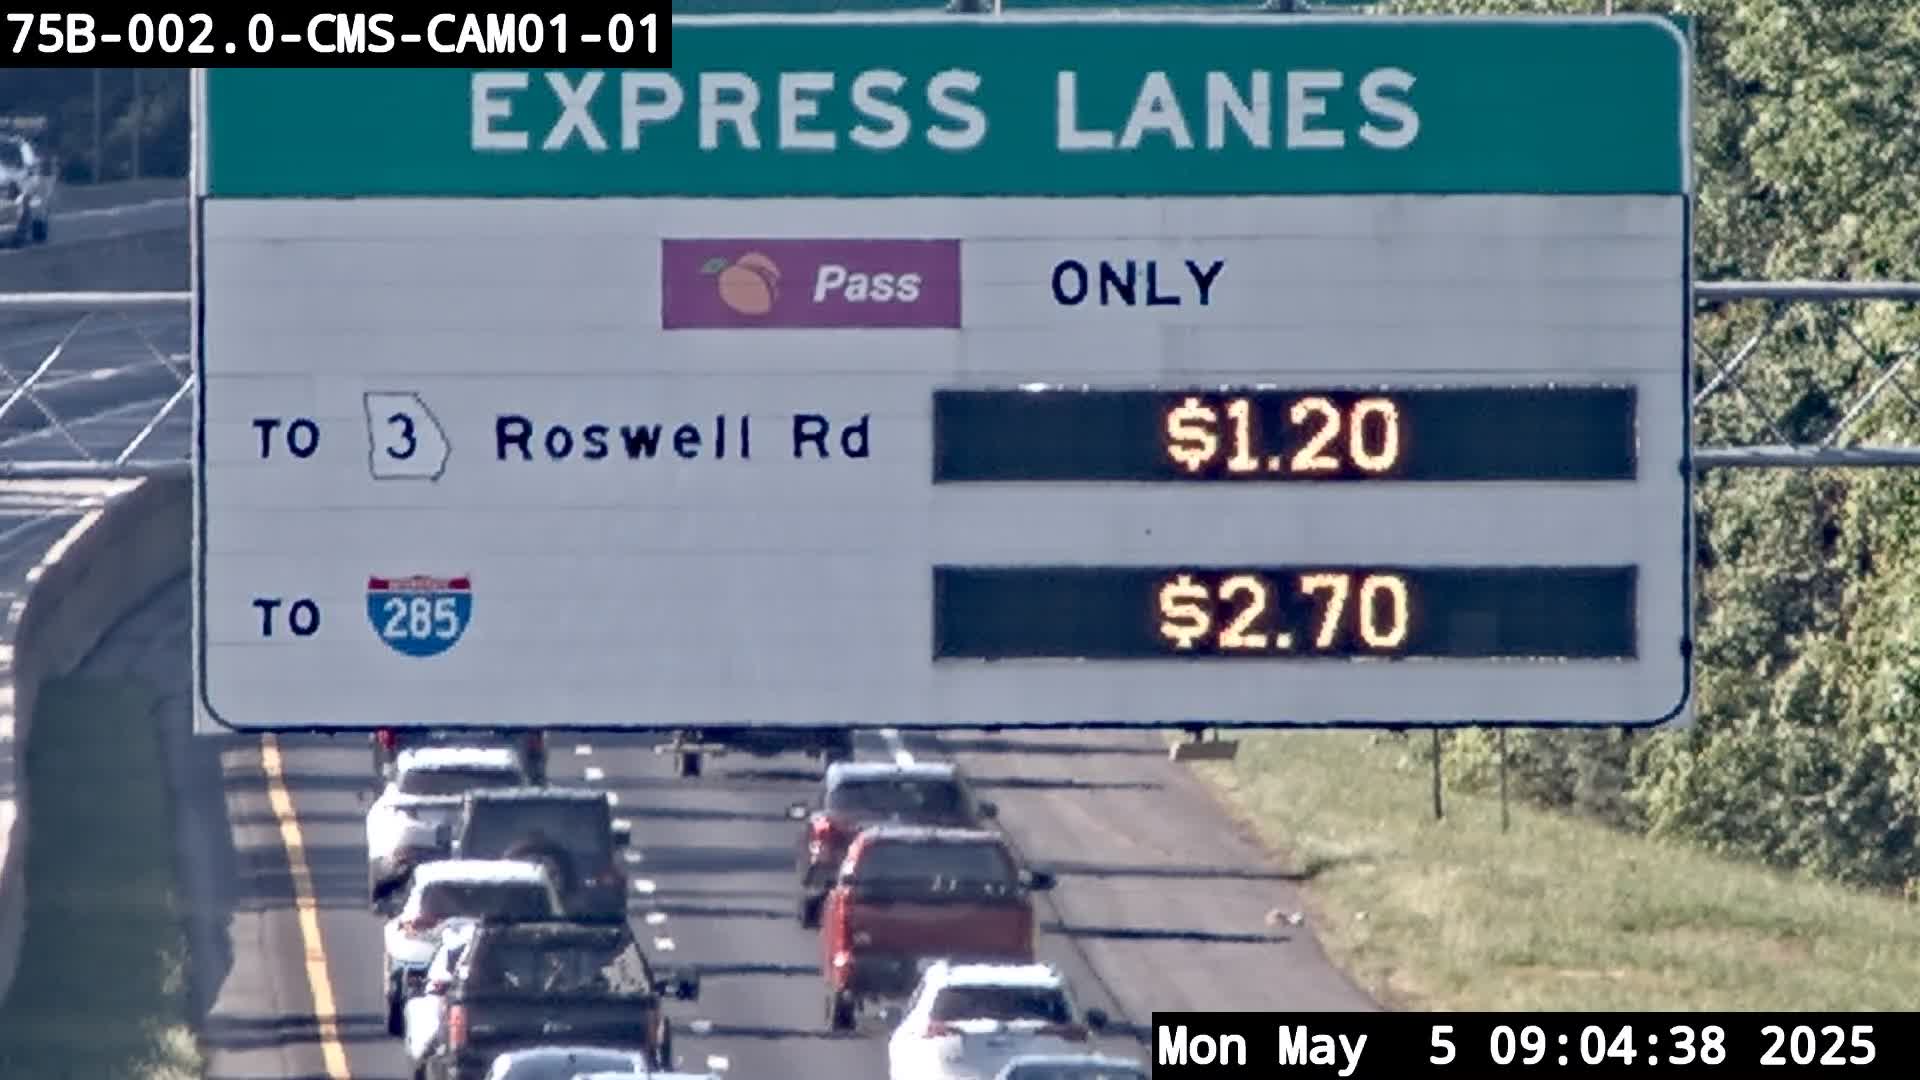 75B-002.0-CMS-CAM01-01
EXPRESS LANES
Pass ONLY
TO 3 Roswell Rd $1.20
TO 285 $2.70
Mon May 5 09:04:38 2025